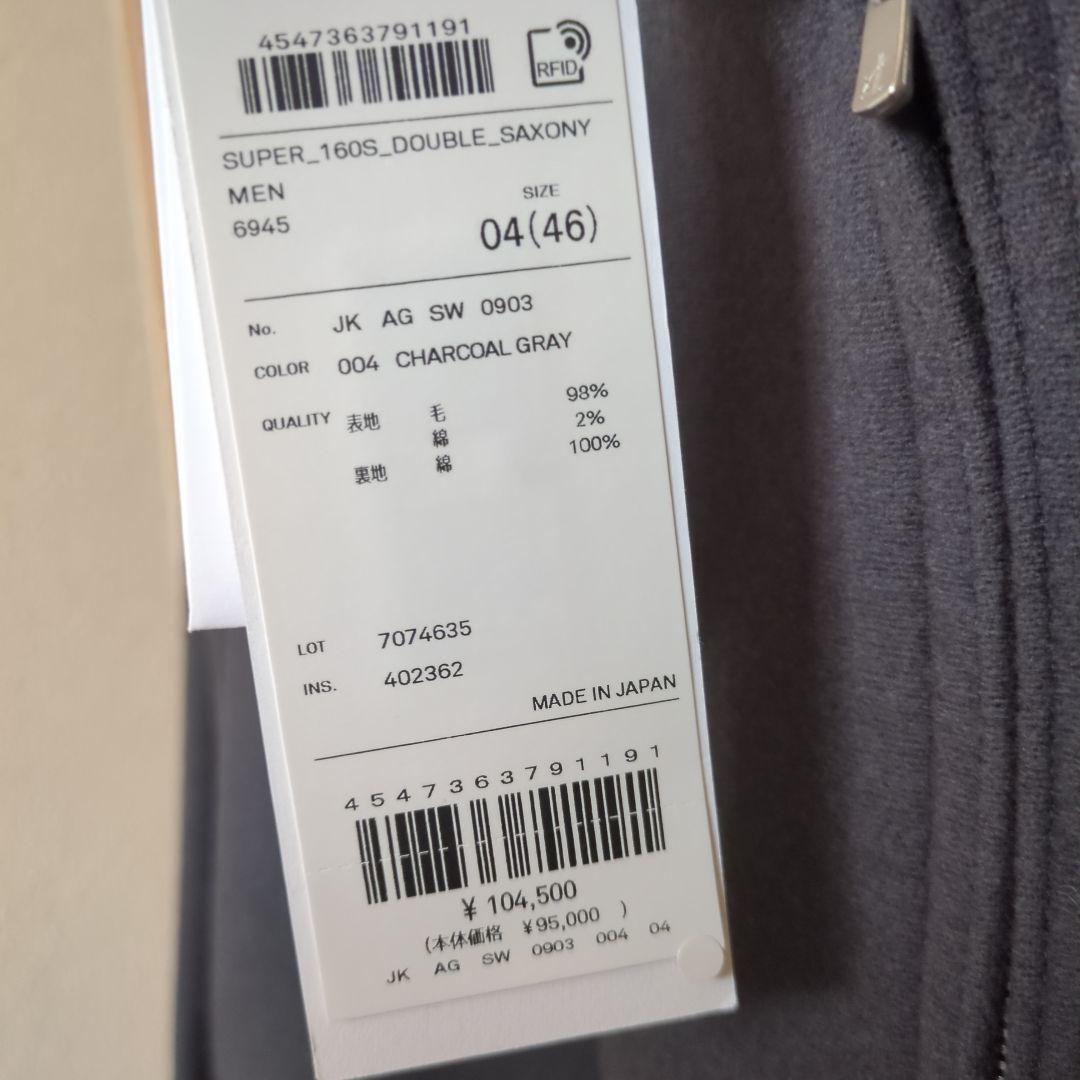 4547363791191
RFID
SUPER_160S_DOUBLE_SAXONY
MEN
SIZE
6945
04(46)
No. JK AG SW 0903
COLOR 004 CHARCOAL GRAY
QUALITY 表地 毛 98%
綿 2%
裏地 綿 100%
LOT 7074635
INS. 402362
MADE IN JAPAN
4547363791191
¥ 104,500
(本体価格 ¥95,000 )
JK AG SW 0903 004 04